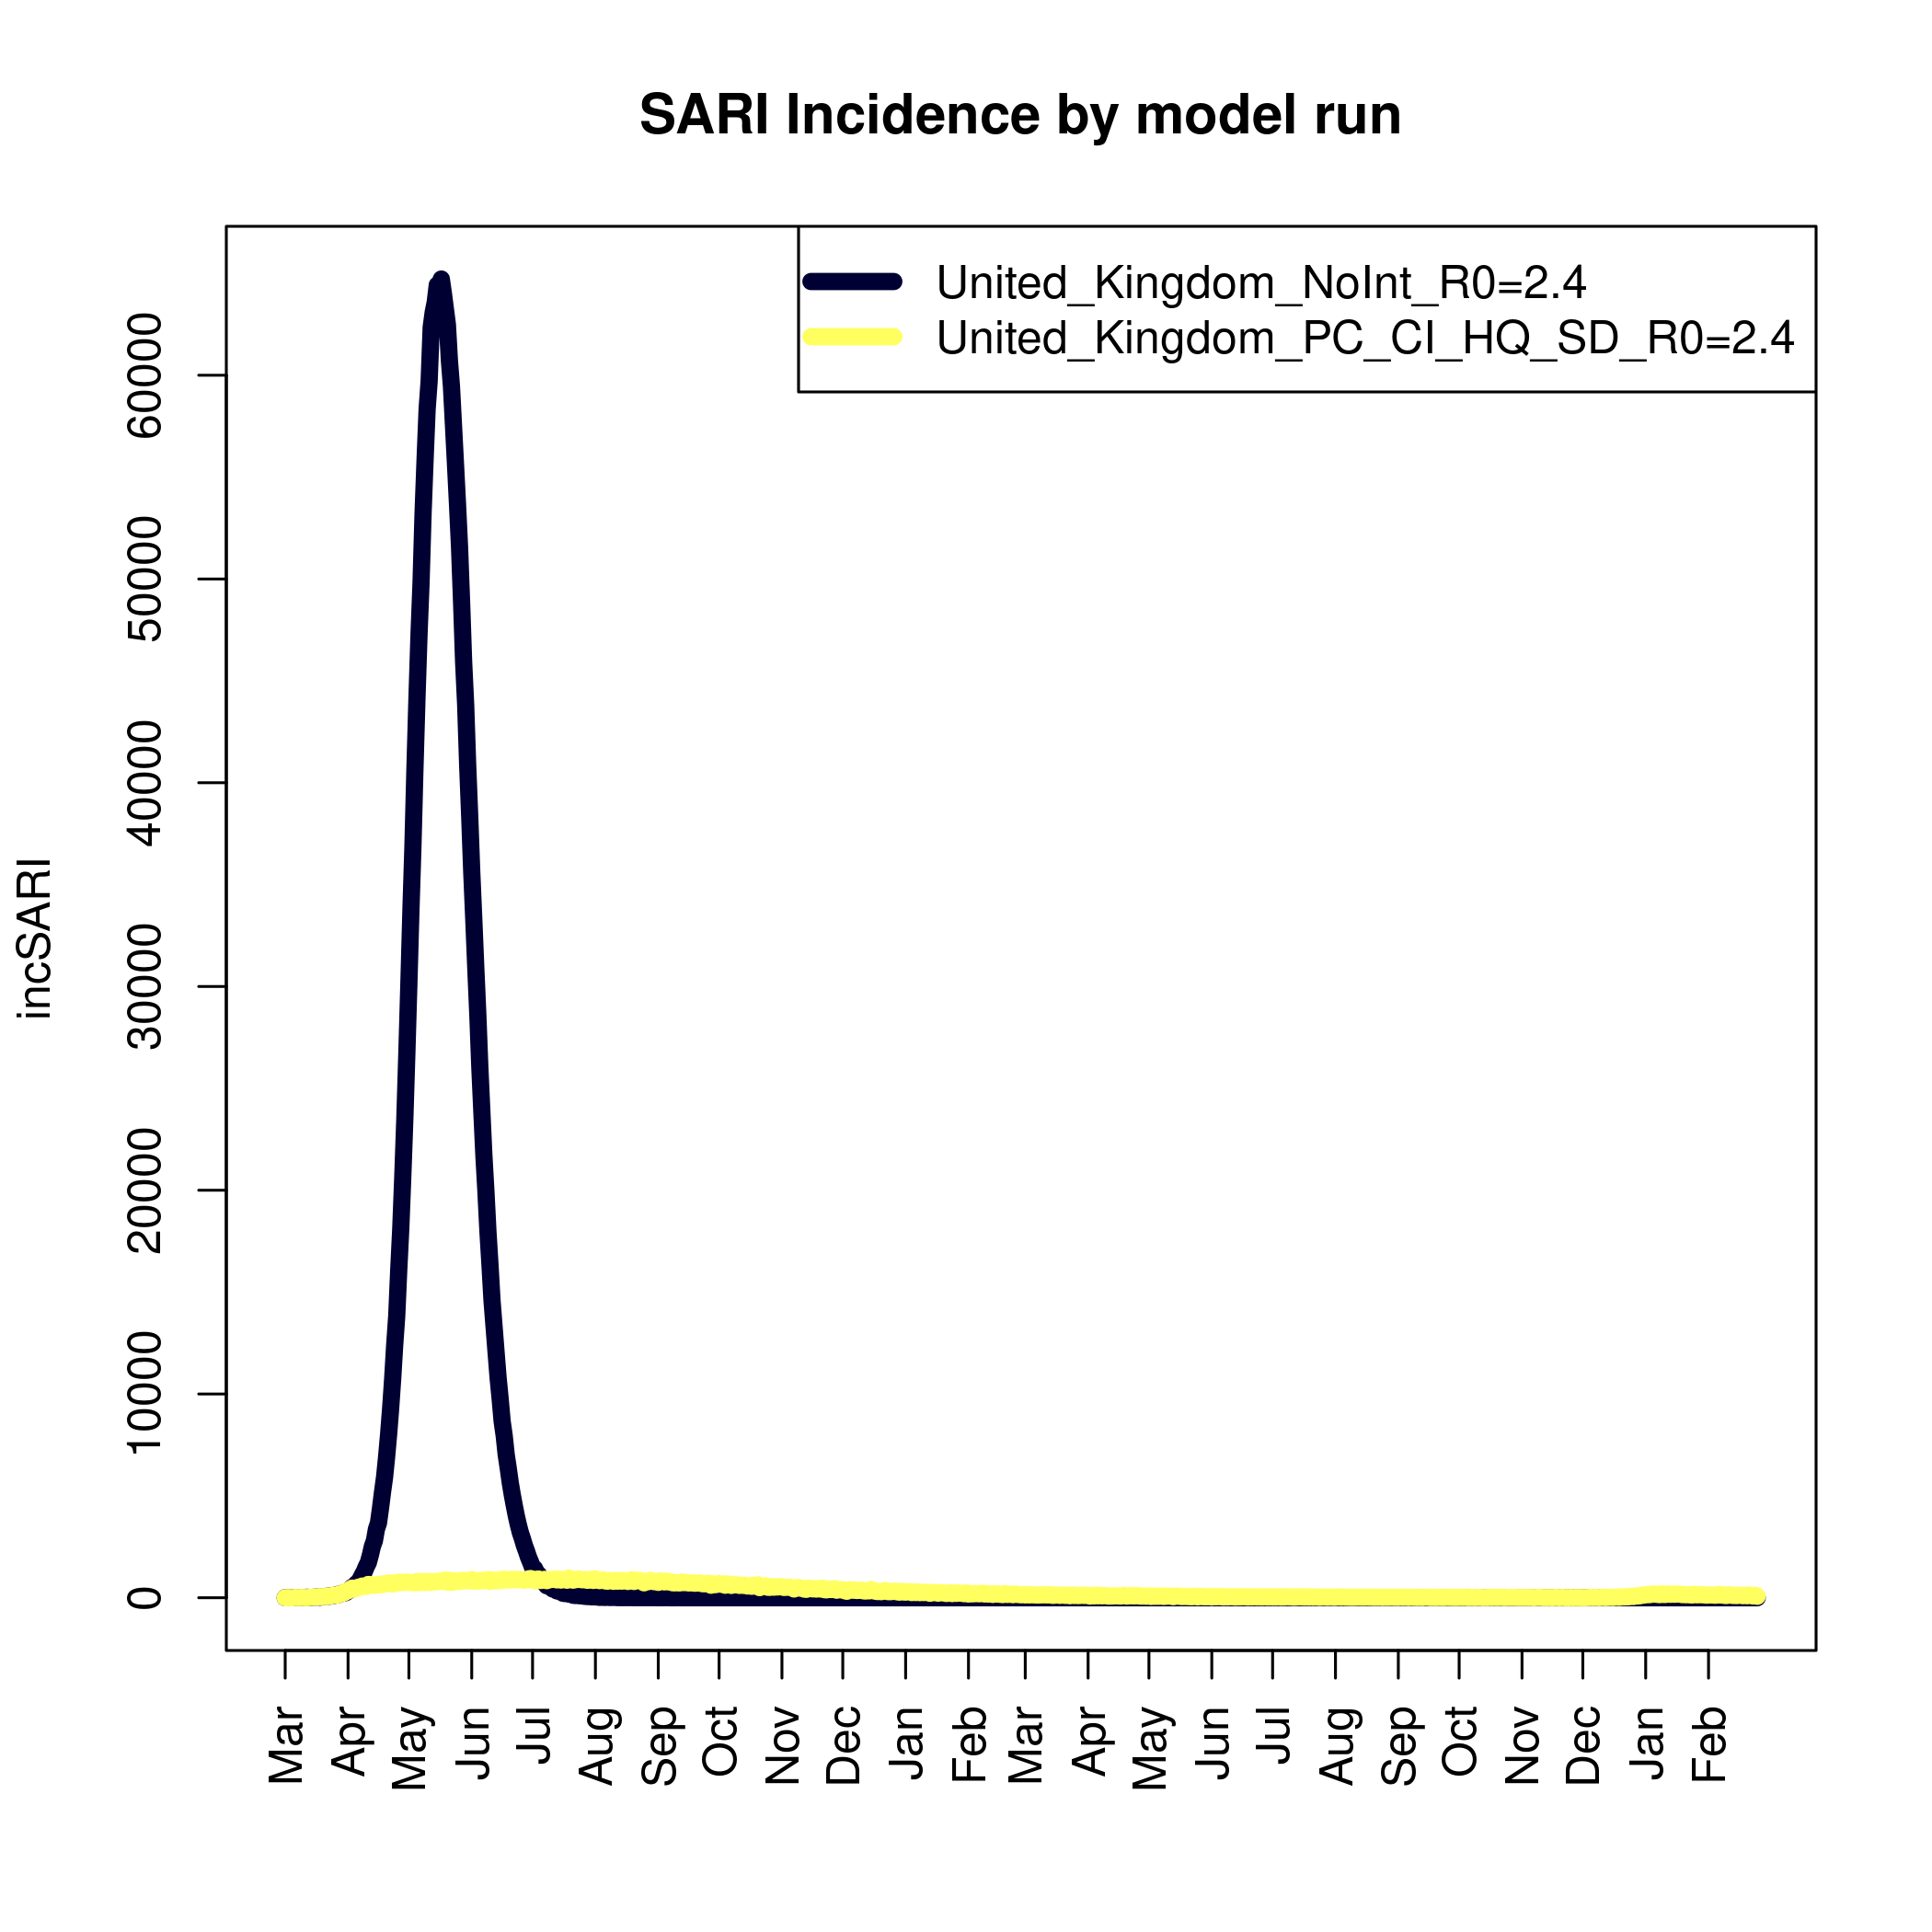 SARI Incidence by model run
United_Kingdom_NoInt_R0=2.4
United_Kingdom_PC_CI_HQ_SD_R0=2.4
incSARI
60000
50000
40000
30000
20000
10000
0
Mar Apr May Jun Jul Aug Sep Oct Nov Dec Jan Feb Mar Apr May Jun Jul Aug Sep Oct Nov Dec Jan Feb